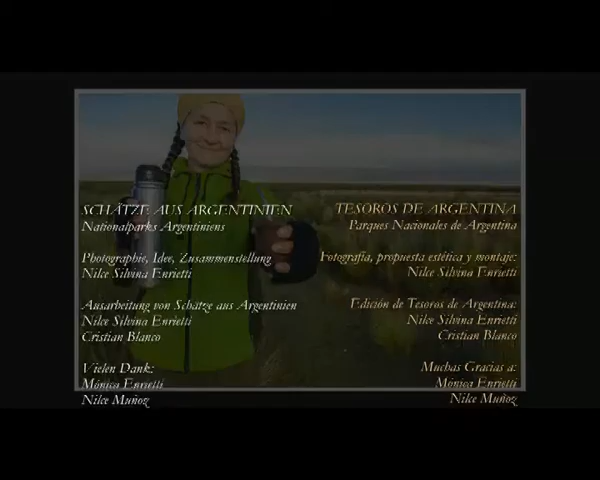 SCHÄTZE AUS ARGENTINIEN
Nationalparks Argentiniens
Photographie, Idee, Zusammenstellung
Nilce Silvina Enrietti
Ausarbeitung von Schätze aus Argentinien
Nilce Silvina Enrietti
Cristian Blanco
Vielen Dank:
Mónica Enrietti
Nilce Muñoz
TESOROS DE ARGENTINA
Parques Nacionales de Argentina
Fotografía, propuesta estética y montaje:
Nilce Silvina Enrietti
Edición de Tesoros de Argentina:
Nilce Silvina Enrietti
Cristian Blanco
Muchas Gracias a:
Mónica Enrietti
Nilce Muñoz